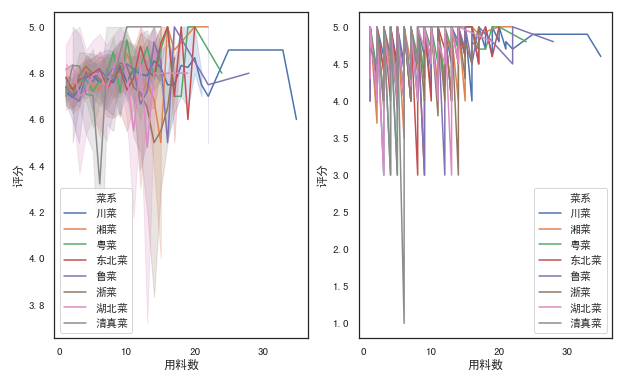 5.0
4.8
4.6
4.4
4.2
4.0
3.8
评分
菜系
川菜
湘菜
粤菜
东北菜
鲁菜
浙菜
湖北菜
清真菜
0
10
20
30
用料数
5.0
4.5
4.0
3.5
3.0
2.5
2.0
1.5
1.0
评分
菜系
川菜
湘菜
粤菜
东北菜
鲁菜
浙菜
湖北菜
清真菜
0
10
20
30
用料数